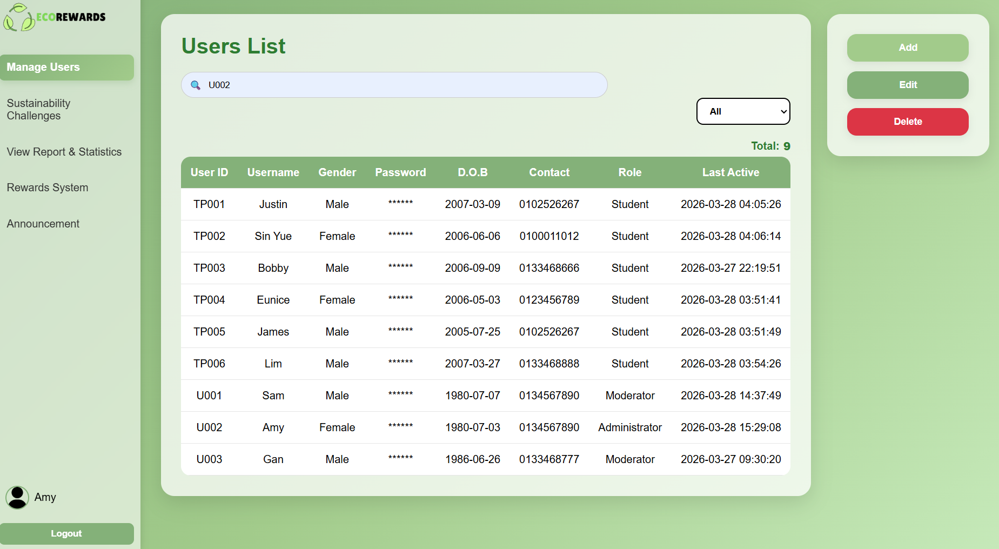 ECOREWARDS
Manage Users
Sustainability
Challenges
View Report & Statistics
Rewards System
Announcement
Amy
Logout
Users List
U002
All
Total: 9
User ID Username Gender Password D.O.B Contact Role Last Active
TP001 Justin Male ****** 2007-03-09 0102526267 Student 2026-03-28 04:05:26
TP002 Sin Yue Female ****** 2006-06-06 0100011012 Student 2026-03-28 04:06:14
TP003 Bobby Male ****** 2006-09-09 0133468666 Student 2026-03-27 22:19:51
TP004 Eunice Female ****** 2006-05-03 0123456789 Student 2026-03-28 03:51:41
TP005 James Male ****** 2005-07-25 0102526267 Student 2026-03-28 03:51:49
TP006 Lim Male ****** 2007-03-27 0133468888 Student 2026-03-28 03:54:26
U001 Sam Male ****** 1980-07-07 0134567890 Moderator 2026-03-28 14:37:49
U002 Amy Female ****** 1980-07-03 0134567890 Administrator 2026-03-28 15:29:08
U003 Gan Male ****** 1986-06-26 0133468777 Moderator 2026-03-27 09:30:20
Add
Edit
Delete